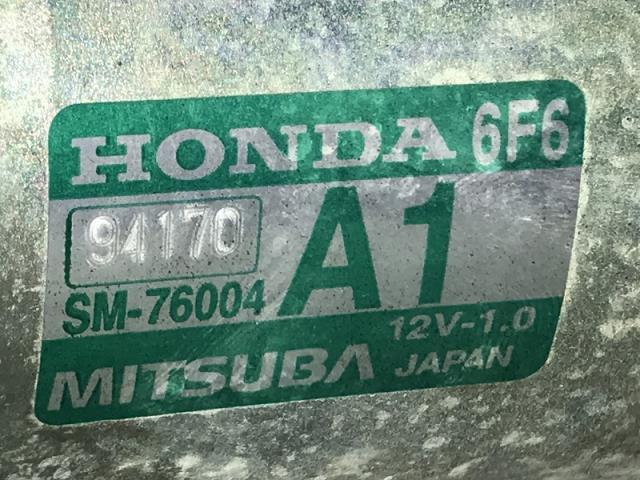 HONDA 6F6
94170
A1
SM-76004
12V-1.0
MITSUBA JAPAN